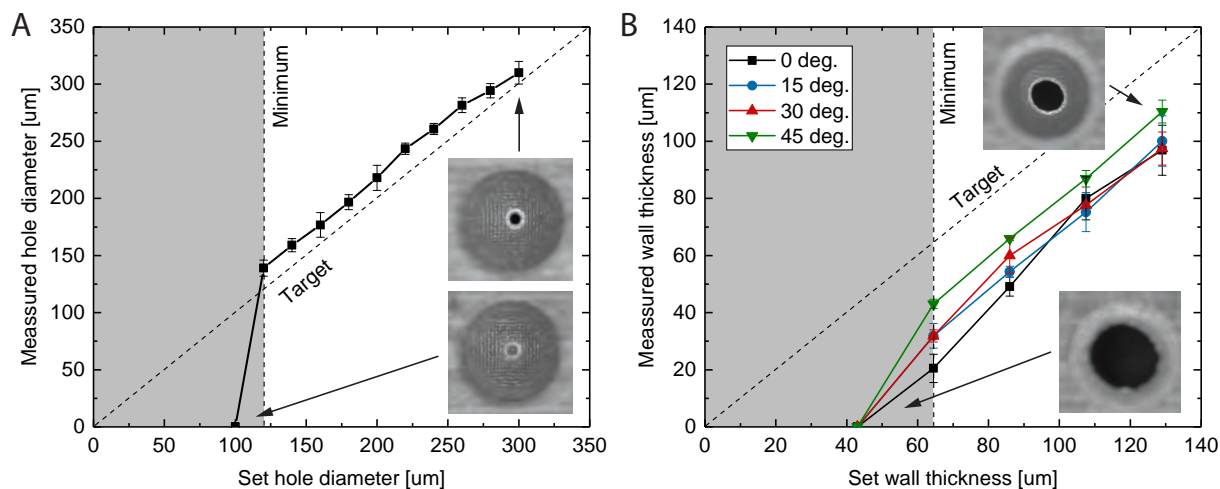 A
Meassured hole diameter [um]
350
300
250
200
150
100
50
0
Minimum
Target
0 50 100 150 200 250 300 350
Set hole diameter [um]
B
Meassured wall thickness [um]
140
120
100
80
60
40
20
0
0 deg.
15 deg.
30 deg.
45 deg.
Minimum
Target
0 20 40 60 80 100 120 140
Set wall thickness [um]